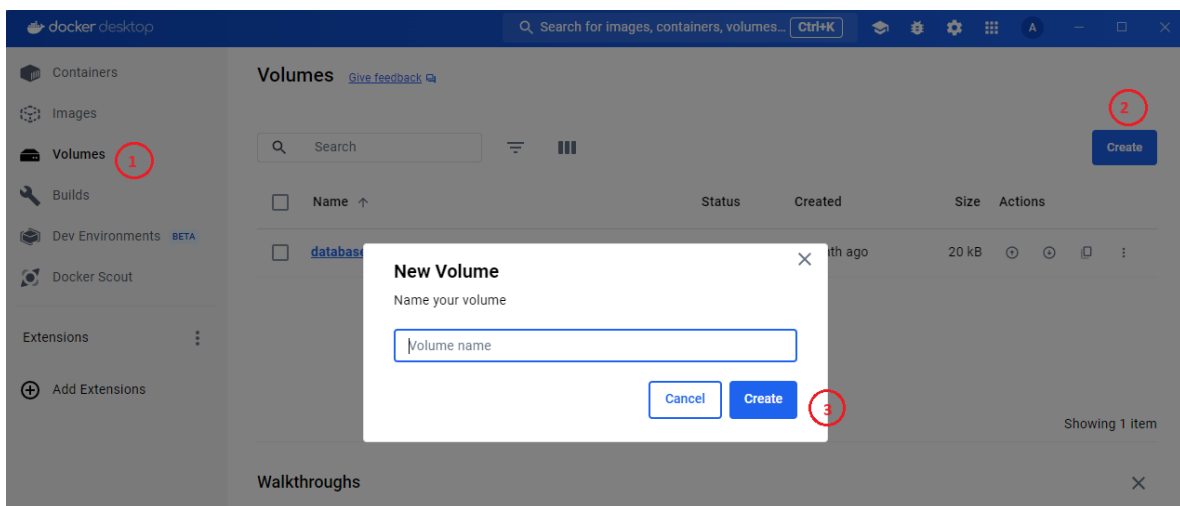 docker desktop
Search for images, containers, volumes... Ctrl+K
A
Containers
Images
Volumes
1
Builds
Dev Environments BETA
Docker Scout
Extensions
Add Extensions
Volumes Give feedback
2
Search
Create
Name ↑ Status Created Size Actions
ago 20 kB
New Volume
Name your volume
Volume name
Cancel Create
3
Showing 1 item
Walkthroughs